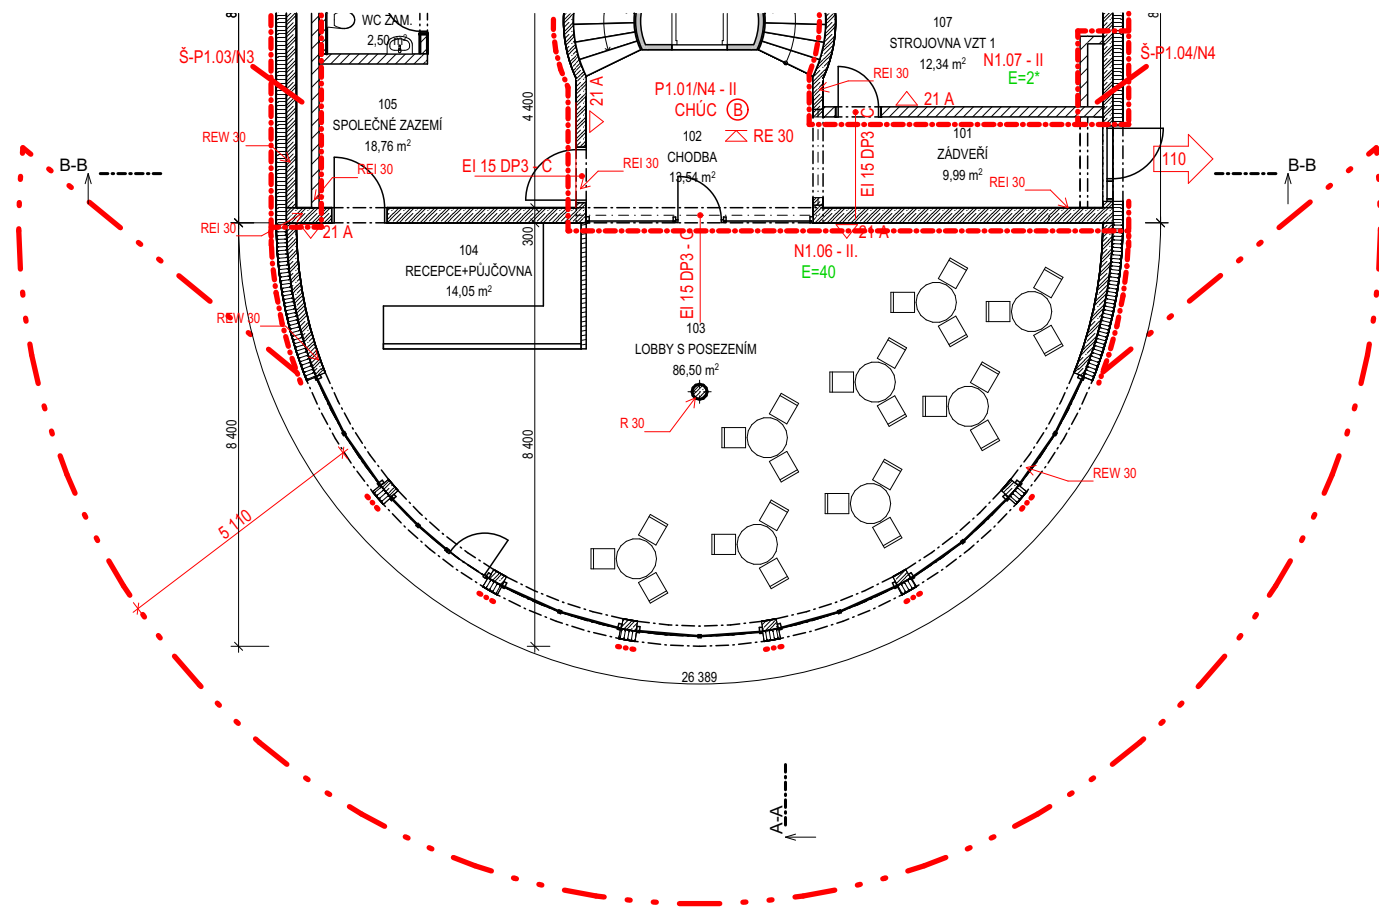 WC ZAM.
2,50 m²
Š-P1.03/N3
107
STROJOVNA VZT 1
12,34 m²
N1.07 - II
E=2*
Š-P1.04/N4
REI 30
21 A
P1.01/N4 - II
CHÚC B
RE 30
21 A
4 400
105
SPOLEČNÉ ZAZEMÍ
18,76 m²
REW 30
102
CHODBA
13,54 m²
EI 15 DP3 - C
REI 30
EI 15 DP3 - C
101
ZÁDVEŘÍ
9,99 m²
REI 30
110
B-B
B-B
REI 30
REI 30
21 A
300
21 A
104
RECEPCE+PŮJČOVNA
14,05 m²
EI 15 DP3 - C
N1.06 - II.
E=40
REW 30
103
LOBBY S POSEZENÍM
86,50 m²
R 30
8 400
8 400
REW 30
5 110
26 389
A-A